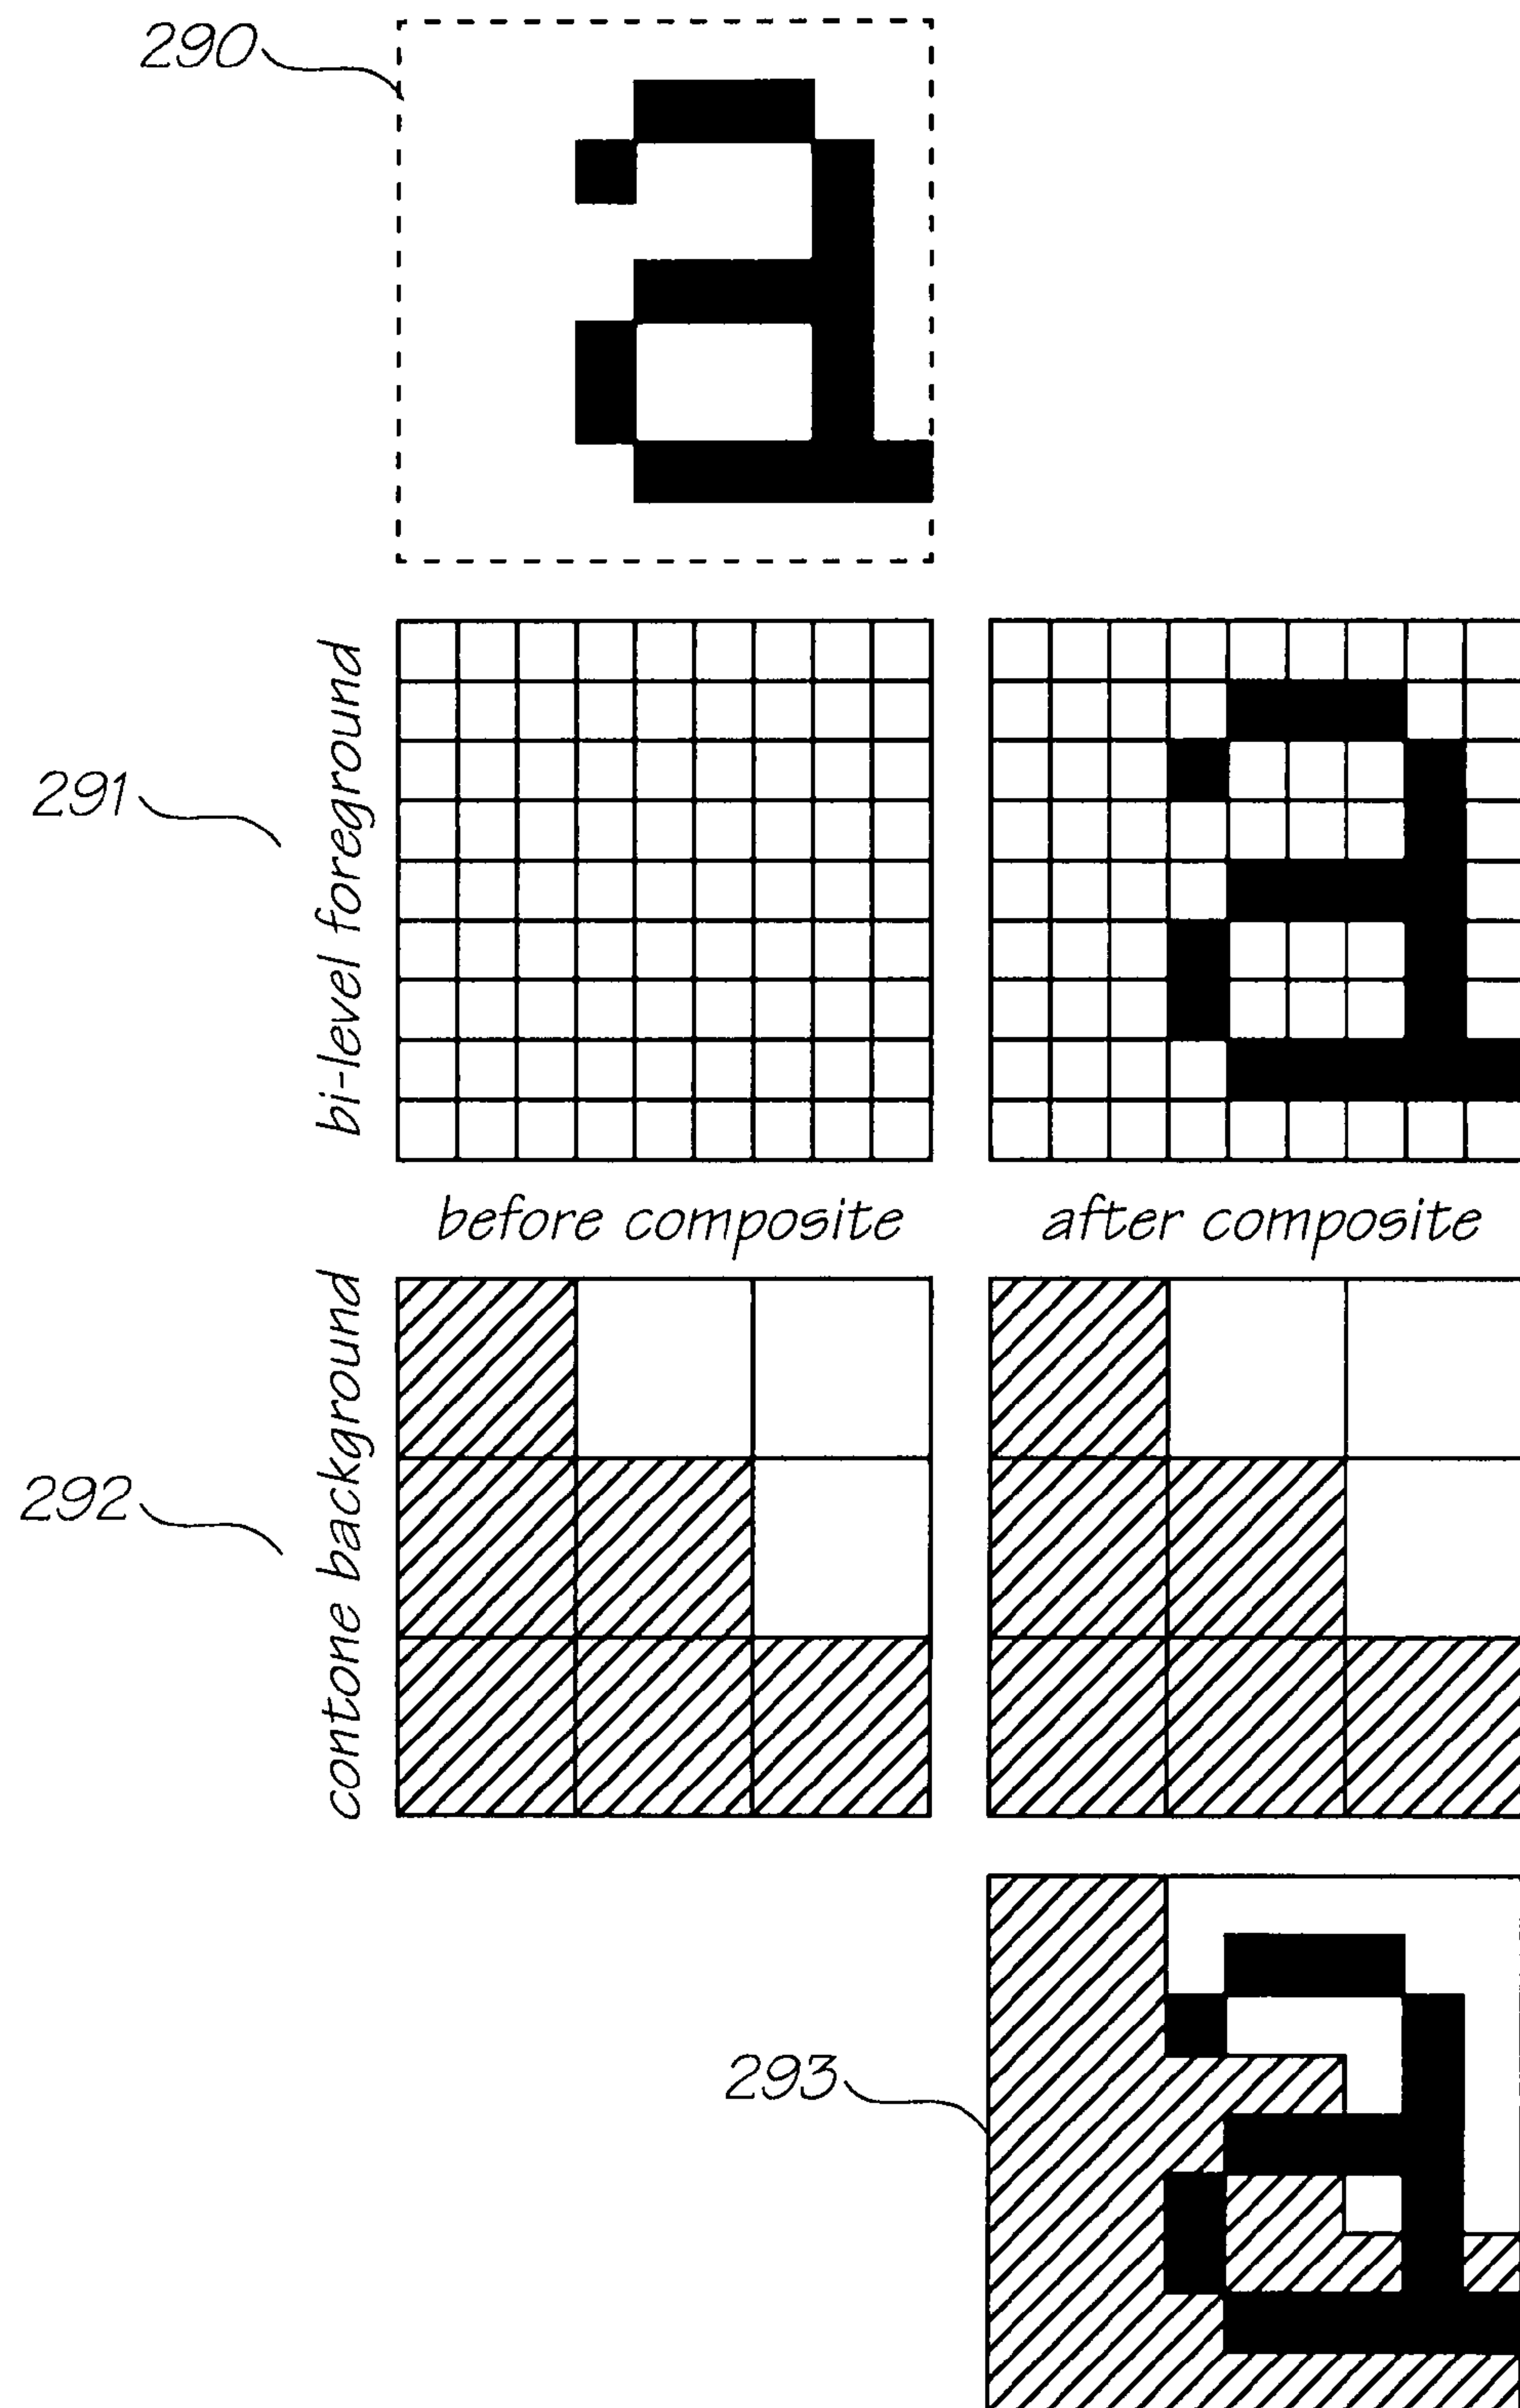 290
a
291
bi-level foreground
a
before composite
after composite
contone background
292
293
a